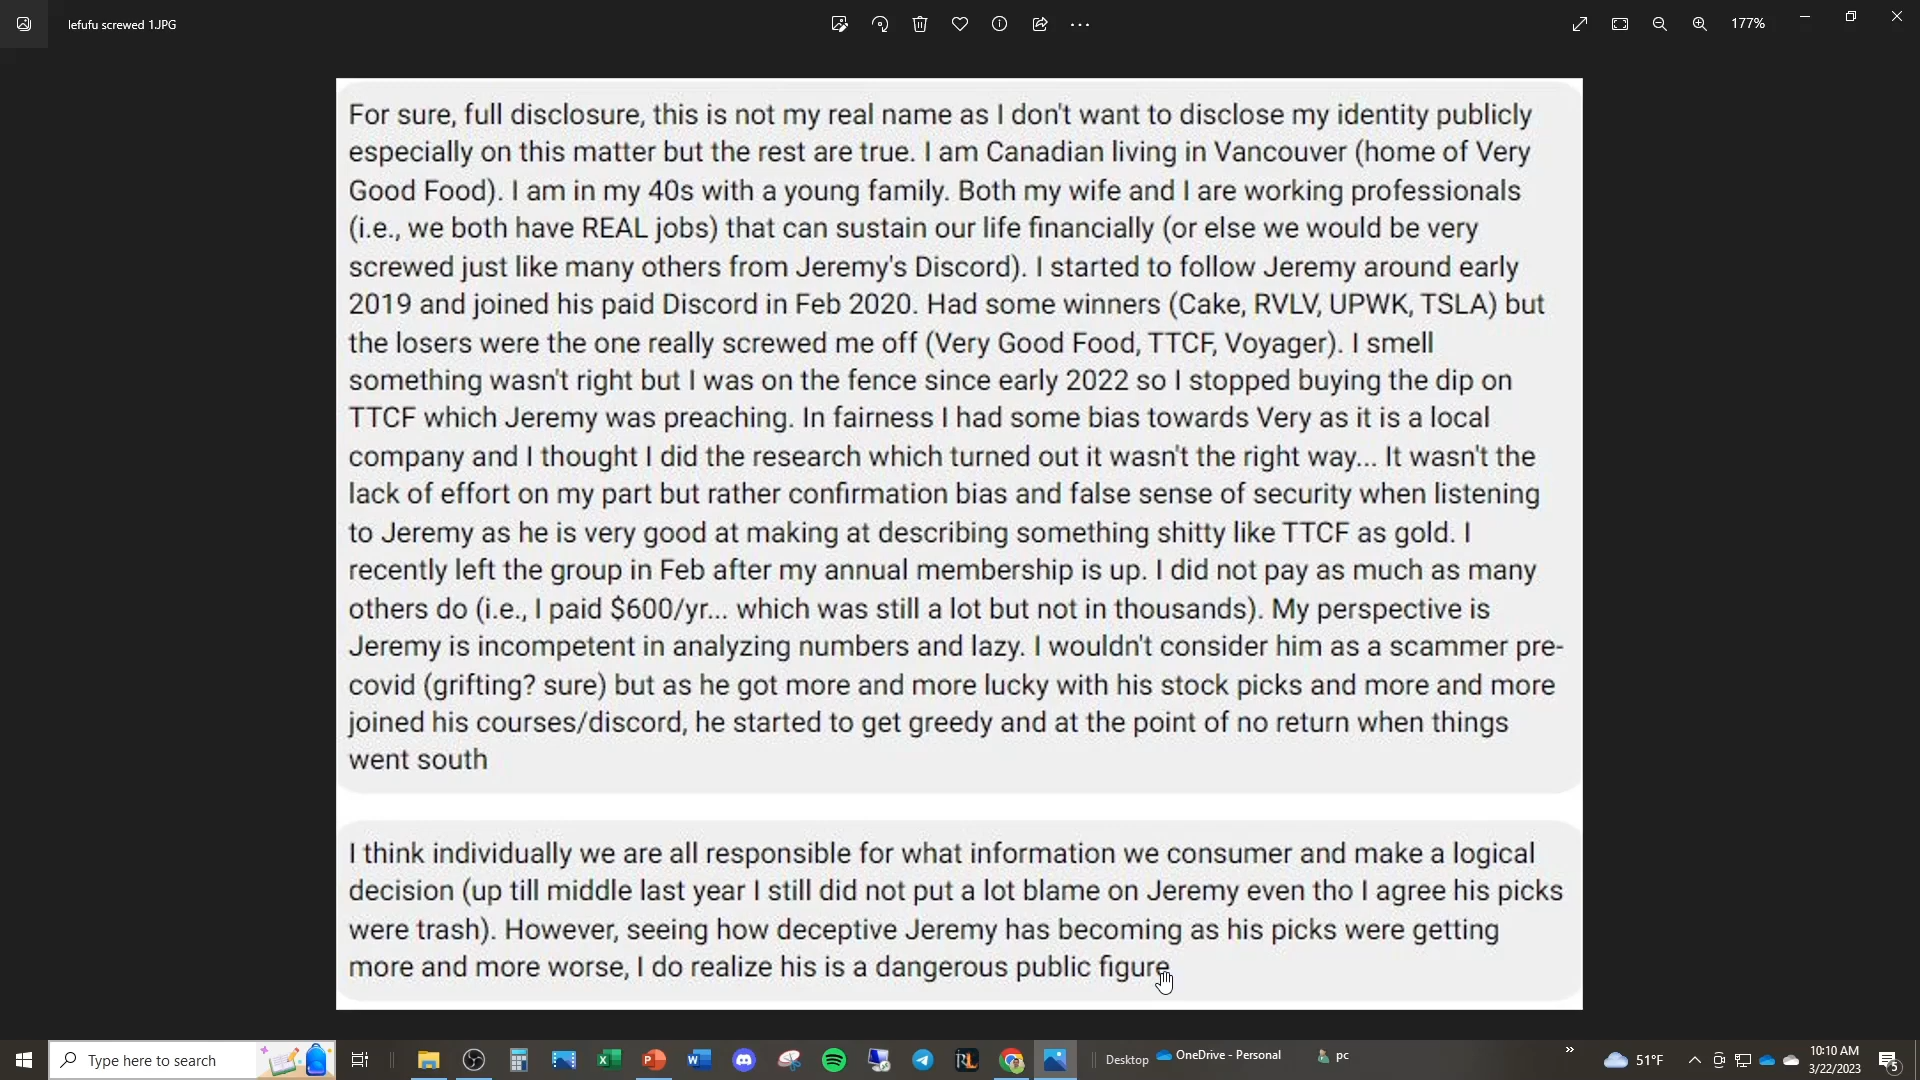 lefufu screwed 1.JPG
177%
For sure, full disclosure, this is not my real name as I don't want to disclose my identity publicly
especially on this matter but the rest are true. I am Canadian living in Vancouver (home of Very
Good Food). I am in my 40s with a young family. Both my wife and I are working professionals
(i.e., we both have REAL jobs) that can sustain our life financially (or else we would be very
screwed just like many others from Jeremy's Discord). I started to follow Jeremy around early
2019 and joined his paid Discord in Feb 2020. Had some winners (Cake, RVLV, UPWK, TSLA) but
the losers were the one really screwed me off (Very Good Food, TTCF, Voyager). I smell
something wasn't right but I was on the fence since early 2022 so I stopped buying the dip on
TTCF which Jeremy was preaching. In fairness I had some bias towards Very as it is a local
company and I thought I did the research which turned out it wasn't the right way... It wasn't the
lack of effort on my part but rather confirmation bias and false sense of security when listening
to Jeremy as he is very good at making at describing something shitty like TTCF as gold. I
recently left the group in Feb after my annual membership is up. I did not pay as much as many
others do (i.e., I paid $600/yr... which was still a lot but not in thousands). My perspective is
Jeremy is incompetent in analyzing numbers and lazy. I wouldn't consider him as a scammer pre-
covid (grifting? sure) but as he got more and more lucky with his stock picks and more and more
joined his courses/discord, he started to get greedy and at the point of no return when things
went south
I think individually we are all responsible for what information we consumer and make a logical
decision (up till middle last year I still did not put a lot blame on Jeremy even tho I agree his picks
were trash). However, seeing how deceptive Jeremy has becoming as his picks were getting
more and more worse, I do realize his is a dangerous public figure
Type here to search
Desktop
OneDrive - Personal
pc
51°F
10:10 AM
3/22/2023
5